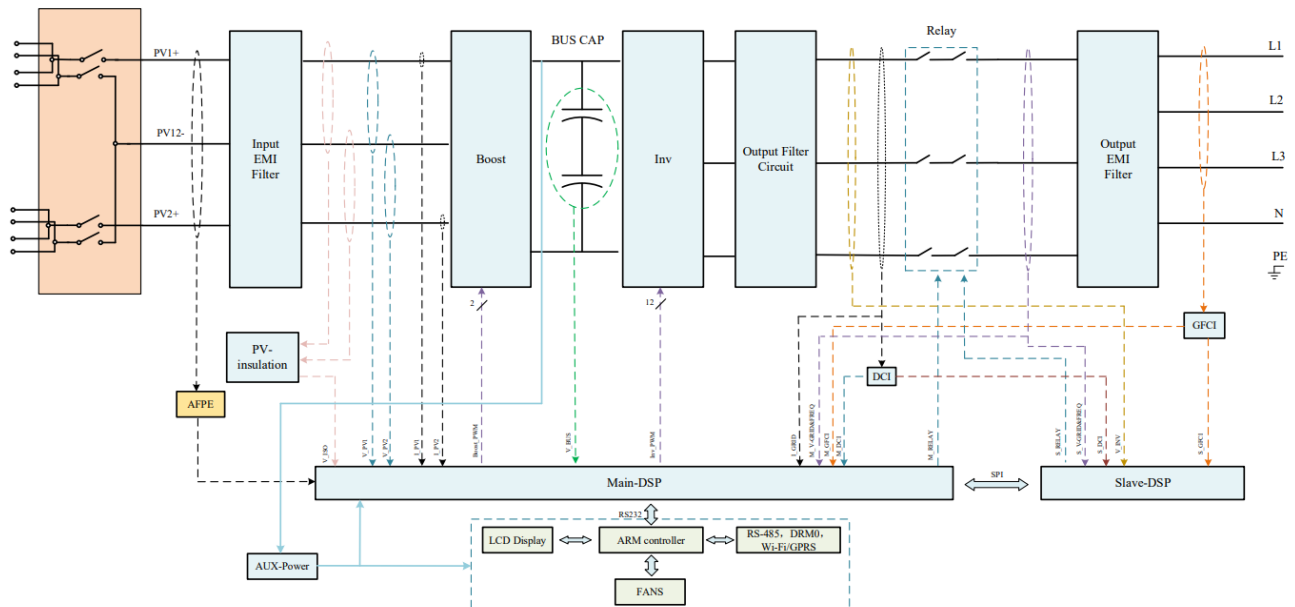 PV1+
PV12-
PV2+
Input
EMI
Filter
Boost
BUS CAP
Inv
Output Filter
Circuit
Relay
Output
EMI
Filter
L1
L2
L3
N
PE
2
12
PV-
insulation
AFPE
GFCI
DCI
V_ISO
V_PV1
V_PV2
I_PV1
I_PV2
Boost_PWM
V_BUS
Inv_PWM
I_GRID
M_V-GRID&FREQ
M_GFCI
M_DCI
M_RELAY
S_RELAY
S_V-GRID&FREQ
S_DCI
V_INV
S_GFCI
Main-DSP
SPI
Slave-DSP
RS232
LCD Display
ARM controller
RS-485，DRM0，
Wi-Fi/GPRS
AUX-Power
FANS